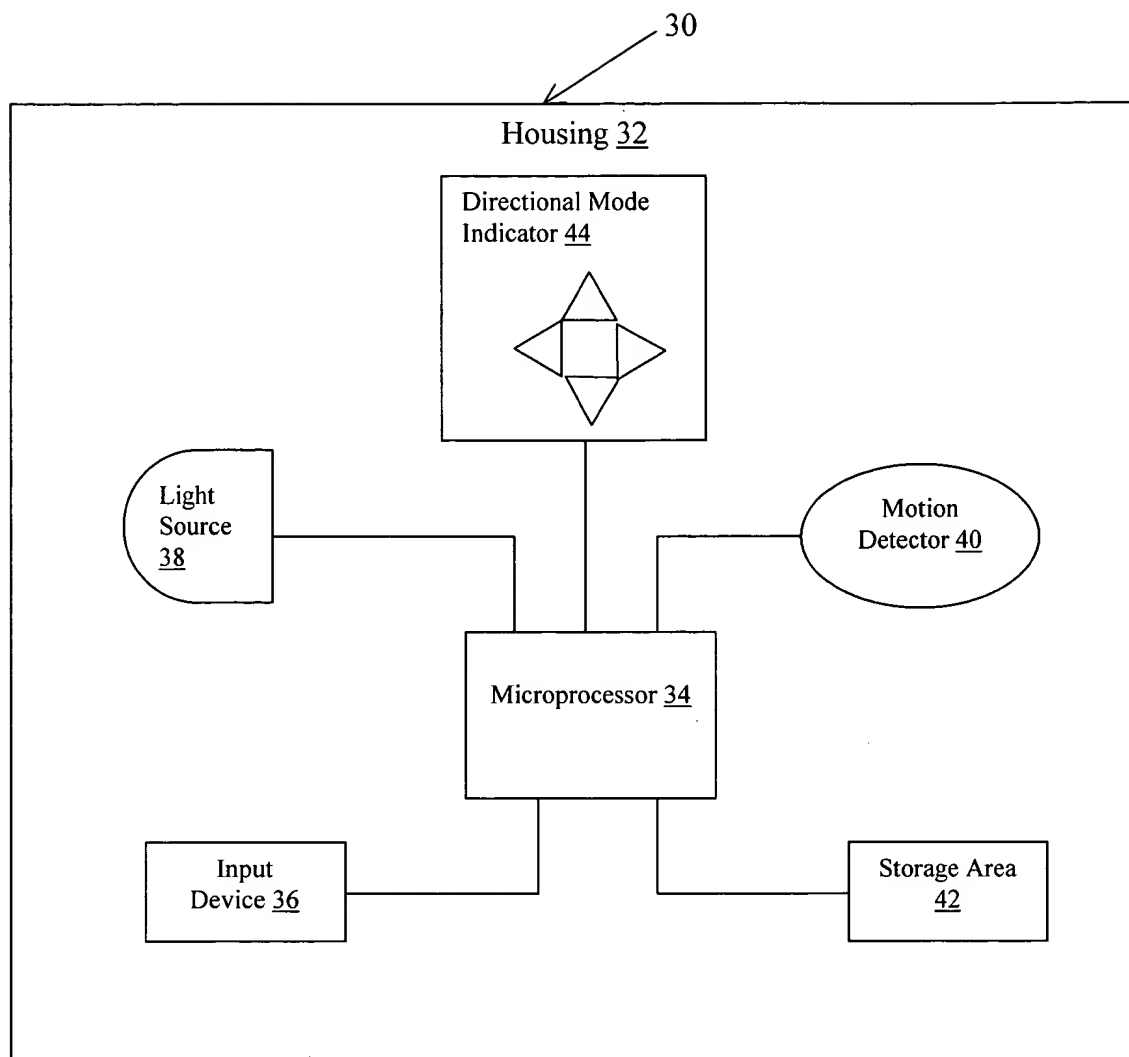 30
Housing 32
Directional Mode
Indicator 44
Light
Source
38
Motion
Detector 40
Microprocessor 34
Input
Device 36
Storage Area
42